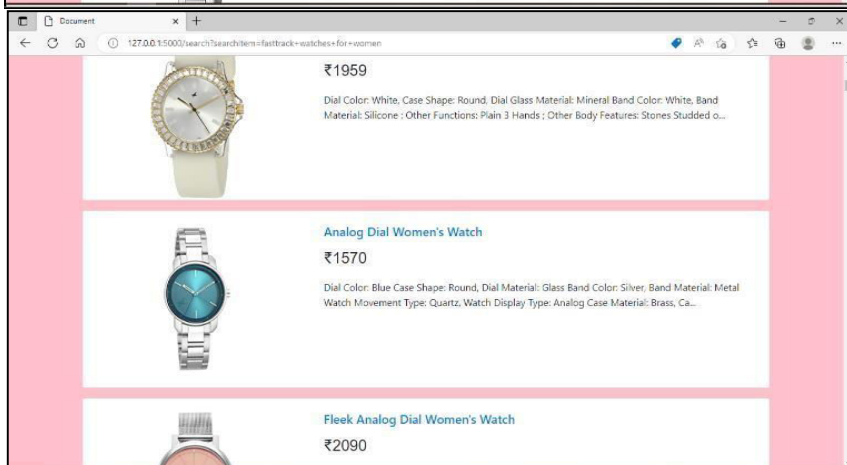 Document
127.0.0.1:5000/search?searchitem=fasttrack+watches+for+women
₹1959
Dial Color: White, Case Shape: Round, Dial Glass Material: Mineral Band Color: White, Band
Material: Silicone ; Other Functions: Plain 3 Hands ; Other Body Features: Stones Studded o...
Analog Dial Women's Watch
₹1570
Dial Color: Blue Case Shape: Round, Dial Material: Glass Band Color: Silver, Band Material: Metal
Watch Movement Type: Quartz, Watch Display Type: Analog Case Material: Brass, Ca...
Fleek Analog Dial Women's Watch
₹2090